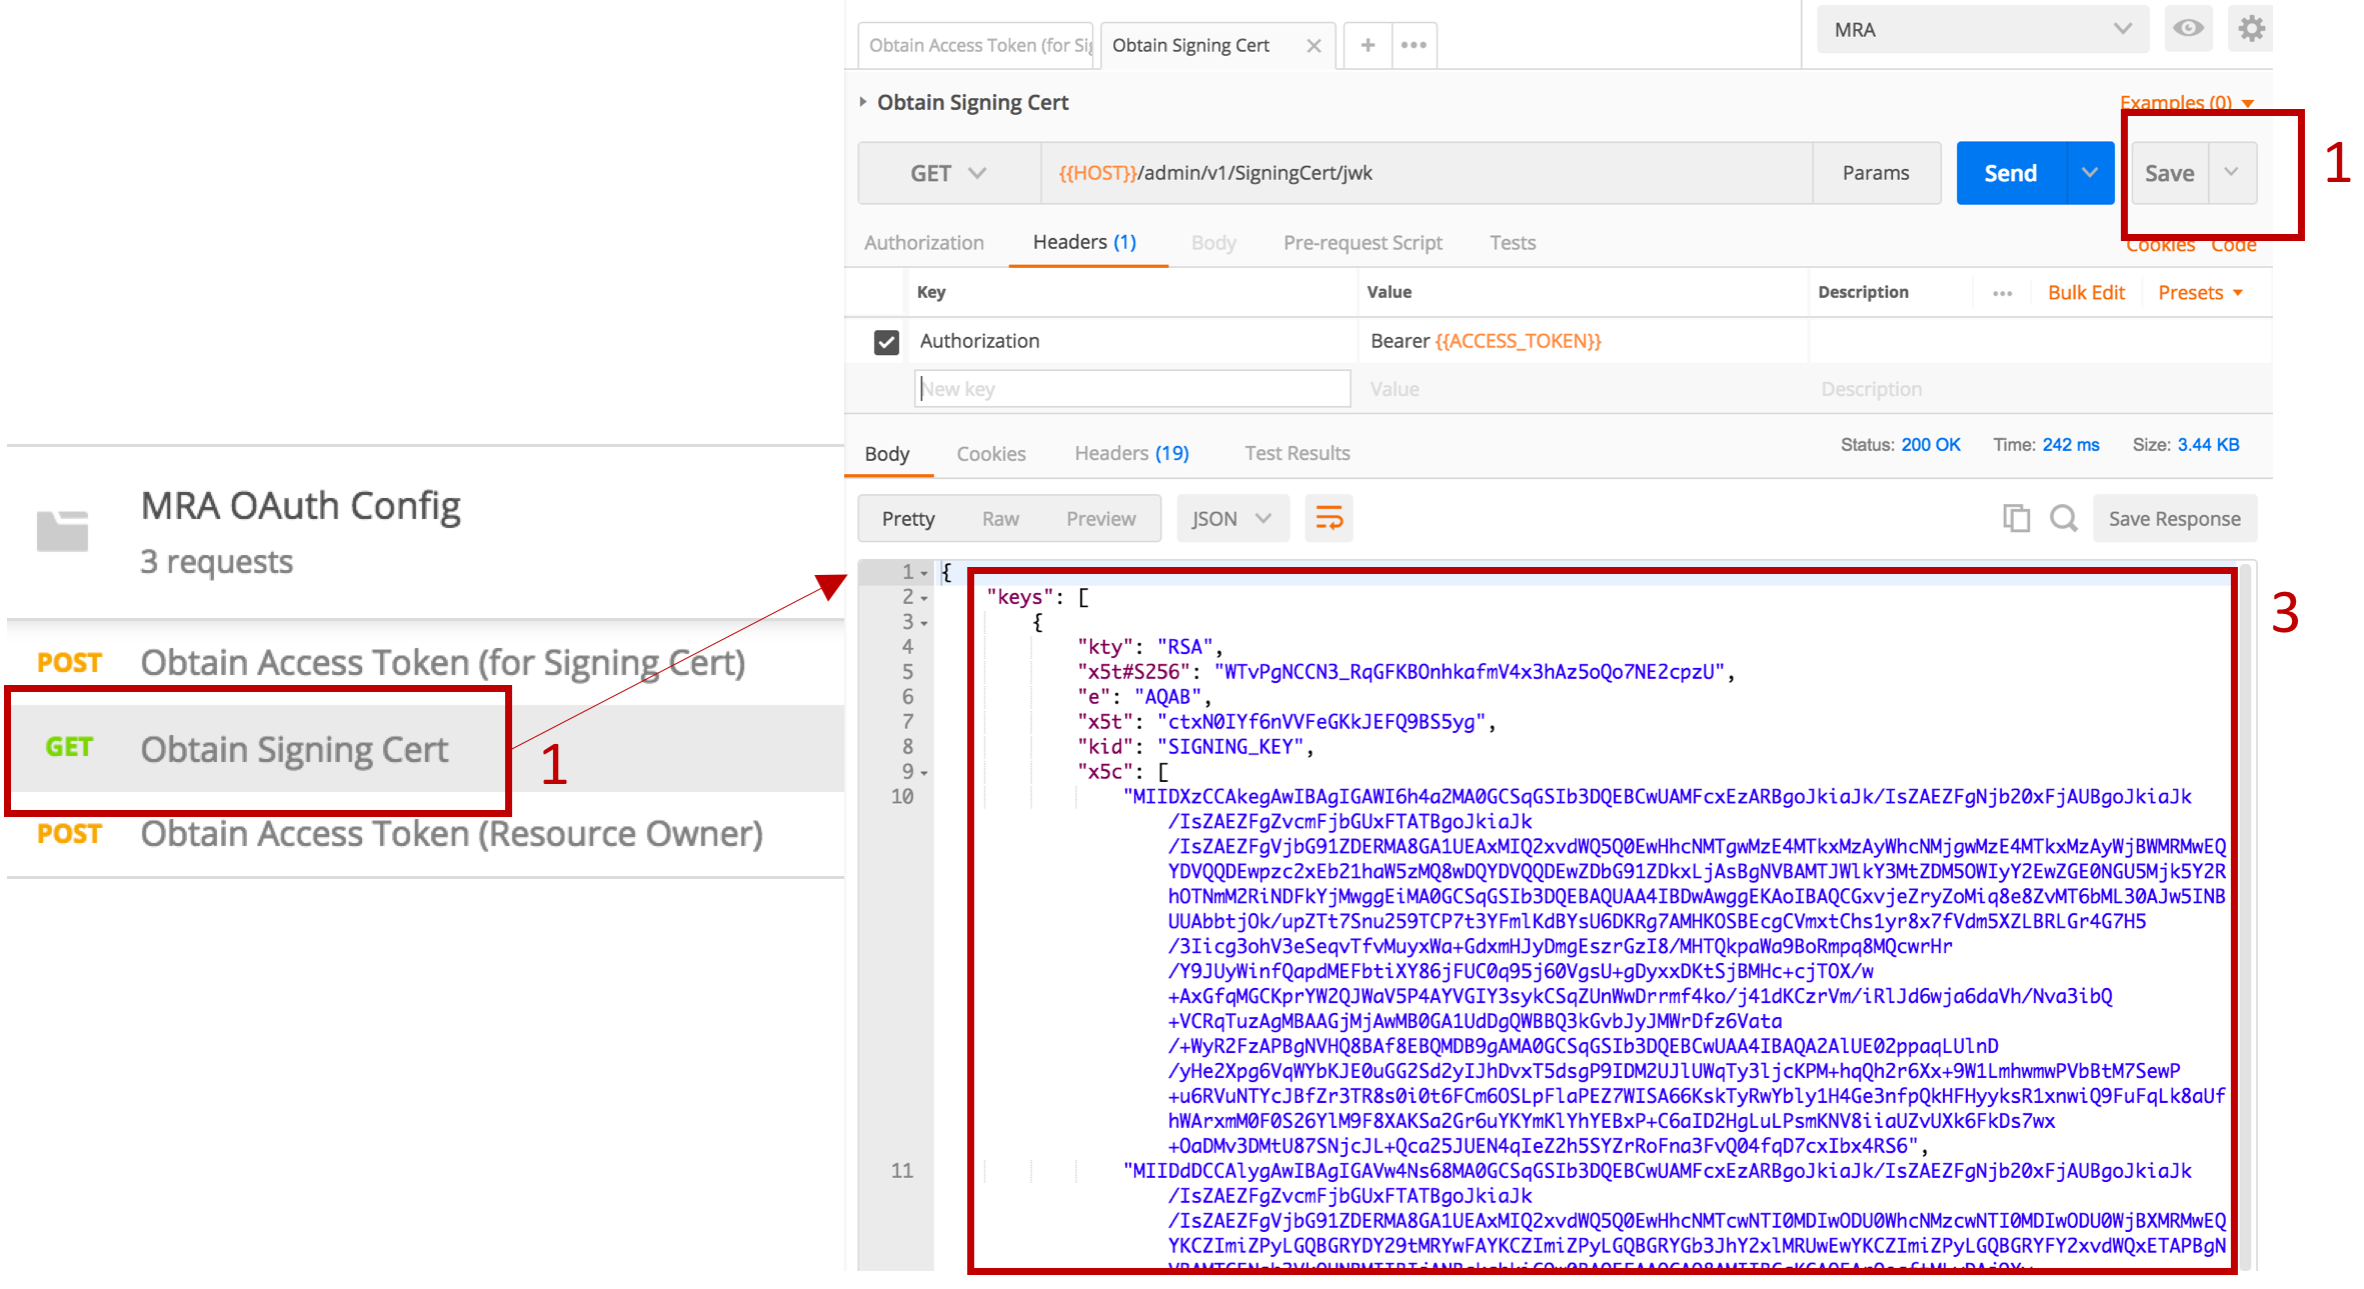 Obtain Access Token (for Sig
Obtain Signing Cert
MRA
Obtain Signing Cert
Examples (0)
GET {{HOST}}/admin/v1/SigningCert/jwk Params Send Save
1
Authorization Headers (1) Body Pre-request Script Tests Cookies Code
Key Value Description Bulk Edit Presets
Authorization Bearer {{ACCESS_TOKEN}}
New key Value Description
Body Cookies Headers (19) Test Results Status: 200 OK Time: 242 ms Size: 3.44 KB
Pretty Raw Preview JSON Save Response
MRA OAuth Config
3 requests
POST Obtain Access Token (for Signing Cert)
GET Obtain Signing Cert
1
POST Obtain Access Token (Resource Owner)
3
1 {
2 "keys": [
3 {
4 "kty": "RSA",
5 "x5t#S256": "WTvPgNCCN3_RqGFKBOnhkafmV4x3hAz5oQo7NE2cpzU",
6 "e": "AQAB",
7 "x5t": "ctxN0IYf6nVVFeGKkJEFQ9BS5yg",
8 "kid": "SIGNING_KEY",
9 "x5c": [
10 "MIIDXzCCAkegAwIBAgIGAWI6h4a2MA0GCSqGSIb3DQEBCwUAMFcxEzARBgoJkiaJk/IsZAEZFgNjb20xFjAUBgoJkiaJk
/IsZAEZFgZvcmFjbGUxFTATBgoJkiaJk
/IsZAEZFgVjbG91ZDERMA8GA1UEAxMIQ2xvdWQ5Q0EwHhcNMTgwMzE4MTkxMzAyWhcNMjgwMzE4MTkxMzAyWjBWMRMwEQ
YDVQQDEwpzc2xEb21haW5zMQ8wDQYDVQQDEwZDbG91ZDkxLjAsBgNVBAMTJWlkY3MtZDM5OWIyY2EwZGE0NGU5Mjk5Y2R
hOTNmM2RiNDFkYjMwggEiMA0GCSqGSIb3DQEBAQUAA4IBDwAwggEKAoIBAQCGxvjeZryZoMiq8e8ZvMT6bML30AJw5INB
UUAbbtjOk/upZTt7Snu259TCP7t3YFmlKdBYsU6DKRg7AMHKOSBEcgCVmxtChs1yr8x7fVdm5XZLBRLGr4G7H5
/3Iicg3ohV3eSeqvTfvMuyxWa+GdxmHJyDmgEszrGzI8/MHTQkpaWa9BoRmpq8MQcwrHr
/Y9JUyWinfQapdMEFbtiXY86jFUC0q95j60VgsU+gDyxxDKtSjBMHc+cjTOX/w
+AxGfqMGCKprYW2QJWaV5P4AYVGIY3sykCSqZUnWwDrrmf4ko/j41dKCzrVm/iRlJd6wja6daVh/Nva3ibQ
+VCRqTuzAgMBAAGjMjAwMB0GA1UdDgQWBBQ3kGvbJyJMWrDfz6Vata
/+WyR2FzAPBgNVHQ8BAf8EBQMDB9gAMA0GCSqGSIb3DQEBCwUAA4IBAQA2AlUE02ppaqLUlnD
/yHe2Xpg6VqWYbKJE0uGG2Sd2yIJhDvxT5dsgP9IDM2UJlUWqTy3ljcKPM+hqQh2r6Xx+9W1LmhwmwPVbBtM7SewP
+u6RVuNTYcJBfZr3TR8s0i0t6FCm6OSLpFlaPEZ7WISA66KskTyRwYbly1H4Ge3nfpQkHFHyyksR1xnwiQ9FuFqLk8aUf
hWArxmM0F0S26YlM9F8XAKSa2Gr6uYKYmKlYhYEBxP+C6aID2HgLuLPsmKNV8iiaUZvUXk6FkDs7wx
+OaDMv3DMtU87SNjcJL+Qca25JUEN4qIeZ2h5SYZrRoFna3FvQ04fqD7cxIbx4RS6",
11 "MIIDdDCCAlygAwIBAgIGAVw4Ns68MA0GCSqGSIb3DQEBCwUAMFcxEzARBgoJkiaJk/IsZAEZFgNjb20xFjAUBgoJkiaJk
/IsZAEZFgZvcmFjbGUxFTATBgoJkiaJk
/IsZAEZFgVjbG91ZDERMA8GA1UEAxMIQ2xvdWQ5Q0EwHhcNMTcwNTI0MDIwODU0WhcNMzcwNTI0MDIwODU0WjBXMRMwEQ
YKCZImiZPyLGQBGRYDY29tMRYwFAYKCZImiZPyLGQBGRYGb3JhY2xlMRUwEwYKCZImiZPyLGQBGRYFY2xvdWQxETAPBgN